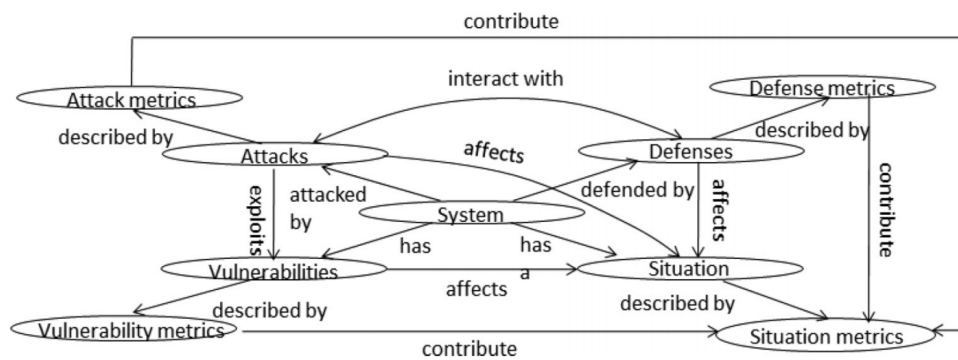 contribute
interact with
Attack metrics
Defense metrics
described by
described by
Attacks
affects
Defenses
exploits
attacked
by
defended by
affects
contribute
System
has
has
a
Vulnerabilities
Situation
affects
described by
described by
Vulnerability metrics
Situation metrics
contribute